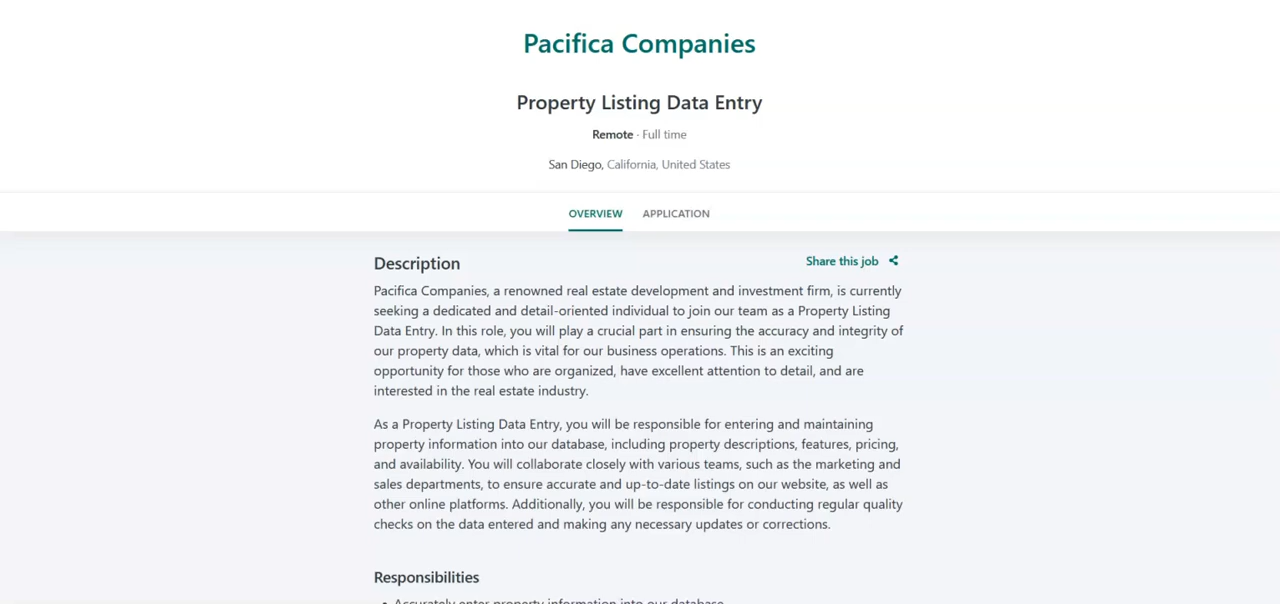 Pacifica Companies
Property Listing Data Entry
Remote · Full time
San Diego, California, United States
OVERVIEW APPLICATION
Description
Share this job
Pacifica Companies, a renowned real estate development and investment firm, is currently
seeking a dedicated and detail-oriented individual to join our team as a Property Listing
Data Entry. In this role, you will play a crucial part in ensuring the accuracy and integrity of
our property data, which is vital for our business operations. This is an exciting
opportunity for those who are organized, have excellent attention to detail, and are
interested in the real estate industry.
As a Property Listing Data Entry, you will be responsible for entering and maintaining
property information into our database, including property descriptions, features, pricing,
and availability. You will collaborate closely with various teams, such as the marketing and
sales departments, to ensure accurate and up-to-date listings on our website, as well as
other online platforms. Additionally, you will be responsible for conducting regular quality
checks on the data entered and making any necessary updates or corrections.
Responsibilities
• Accurately enter property information into our database